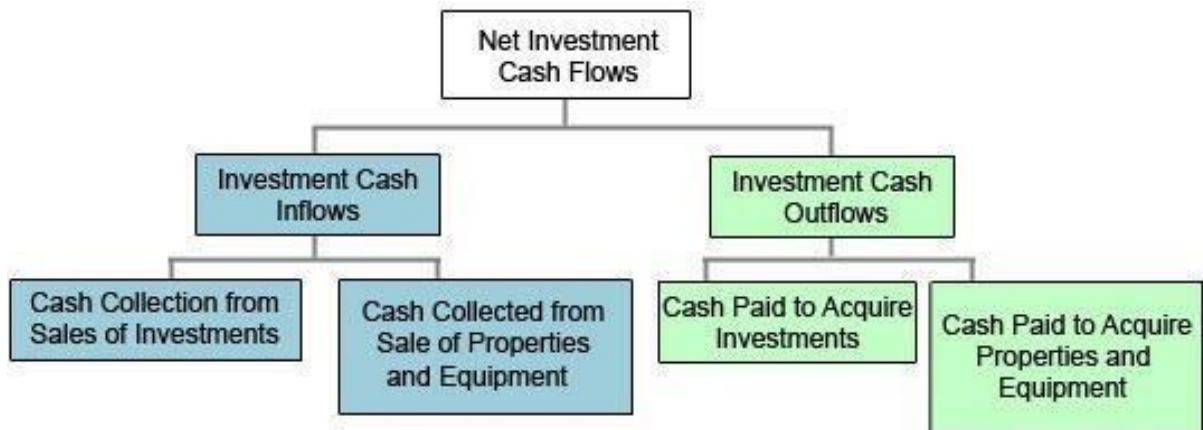 Net Investment
Cash Flows
Investment Cash
Inflows
Investment Cash
Outflows
Cash Collection from
Sales of Investments
Cash Collected from
Sale of Properties
and Equipment
Cash Paid to Acquire
Investments
Cash Paid to Acquire
Properties and
Equipment